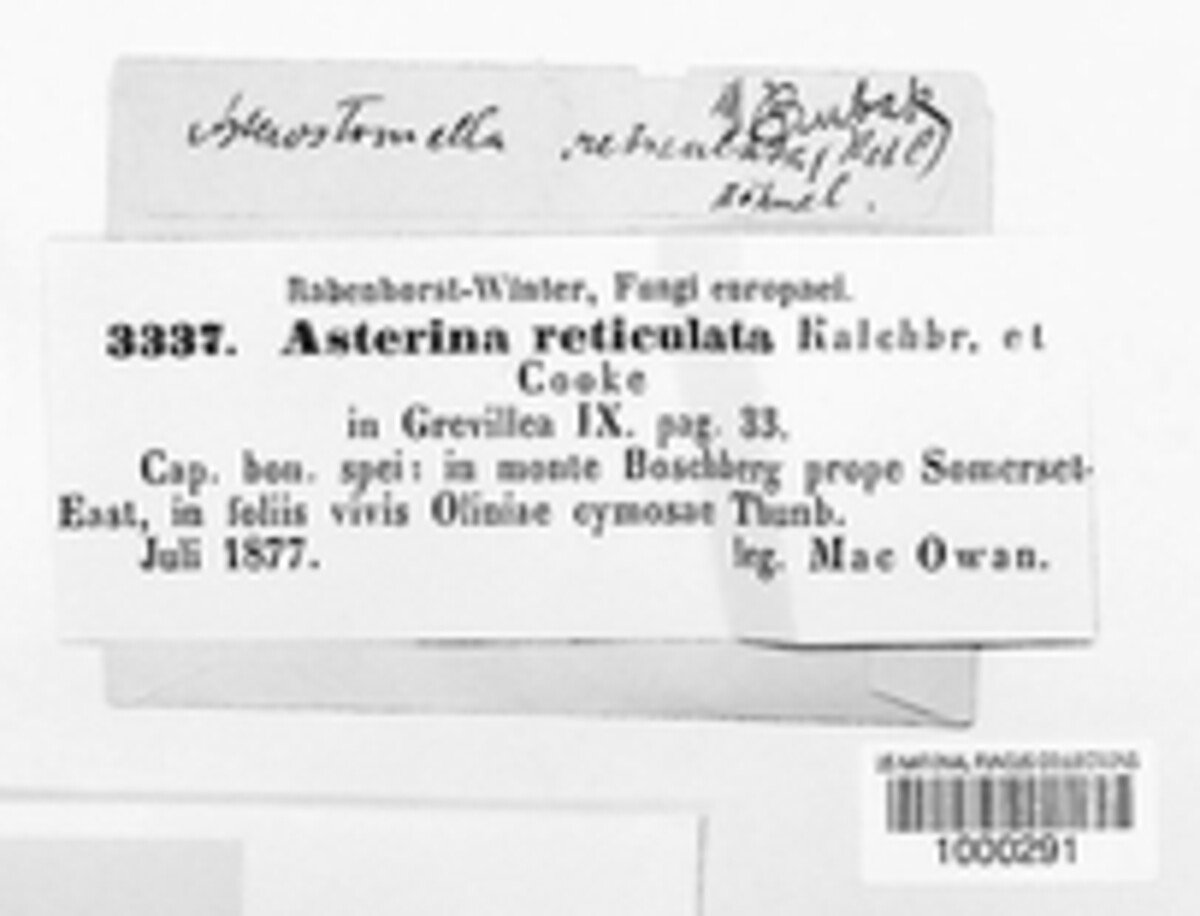 Asterostomella reticulata (K et C)
Bubák
Höhnel.
Rabenhorst-Winter, Fungi europaei.
3337. Asterina reticulata Kalchbr. et
Cooke
in Grevillea IX. pag. 33.
Cap. bon. spei: in monte Boschberg prope Somerset-
East, in foliis vivis Oliniae cymosae Thunb.
Juli 1877. leg. Mac Owan.
1000291